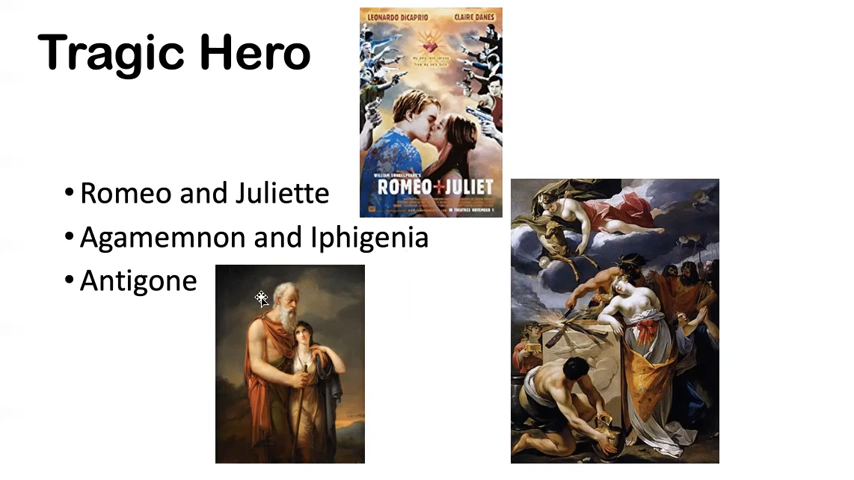 Tragic Hero
LEONARDO DiCAPRIO CLAIRE DANES
WILLIAM SHAKESPEARE'S
ROMEO + JULIET
IN THEATRES NOVEMBER 1
• Romeo and Juliette
• Agamemnon and Iphigenia
• Antigone